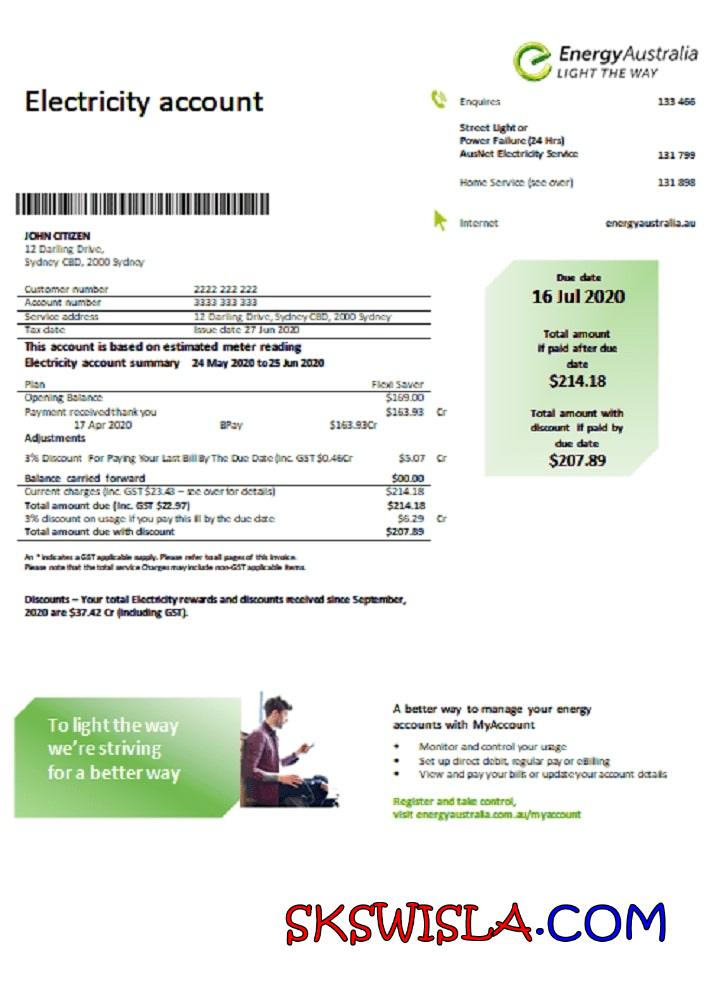 EnergyAustralia
LIGHT THE WAY
Electricity account
Enquires 133 466
Street Light or
Power Failure (24 Hrs)
AusNet Electricity Service 131 799
Home Service (see over) 131 898
Internet energyaustralia.au
JOHN CITIZEN
12 Darling Drive,
Sydney CBD, 2000 Sydney
Customer number 2222 222 222
Account number 3333 333 333
Service address 12 Darling Drive, Sydney CBD, 2000 Sydney
Tax date Issue date 27 Jun 2020
This account is based on estimated meter reading
Electricity account summary 24 May 2020 to 25 Jun 2020
Plan Flexi Saver
Opening Balance $169.00
Payment received thank you $163.93 Cr
17 Apr 2020 BPay $163.93Cr
Adjustments
3% Discount For Paying Your Last Bill By The Due Date (inc. GST $0.46Cr $5.07 Cr
Balance carried forward $00.00
Current charges (inc. GST $23.43 – see over for details) $214.18
Total amount due (inc. GST $22.97) $214.18
3% discount on usage if you pay this ill by the due date $6.29 Cr
Total amount due with discount $207.89
An * indicates a GST applicable supply. Please refer to all pages of this invoice.
Please note that the total service Charges may include non-GST applicable items.
Discounts – Your total Electricity rewards and discounts received since September,
2020 are $37.42 Cr (including GST).
Due date
16 Jul 2020
Total amount
if paid after due
date
$214.18
Total amount with
discount if paid by
due date
$207.89
To light the way
we're striving
for a better way
A better way to manage your energy
accounts with MyAccount
• Monitor and control your usage
• Set up direct debit, regular pay or eBilling
• View and pay your bills or update your account details
Register and take control,
visit energyaustralia.com.au/myaccount
SKSWISLA.COM